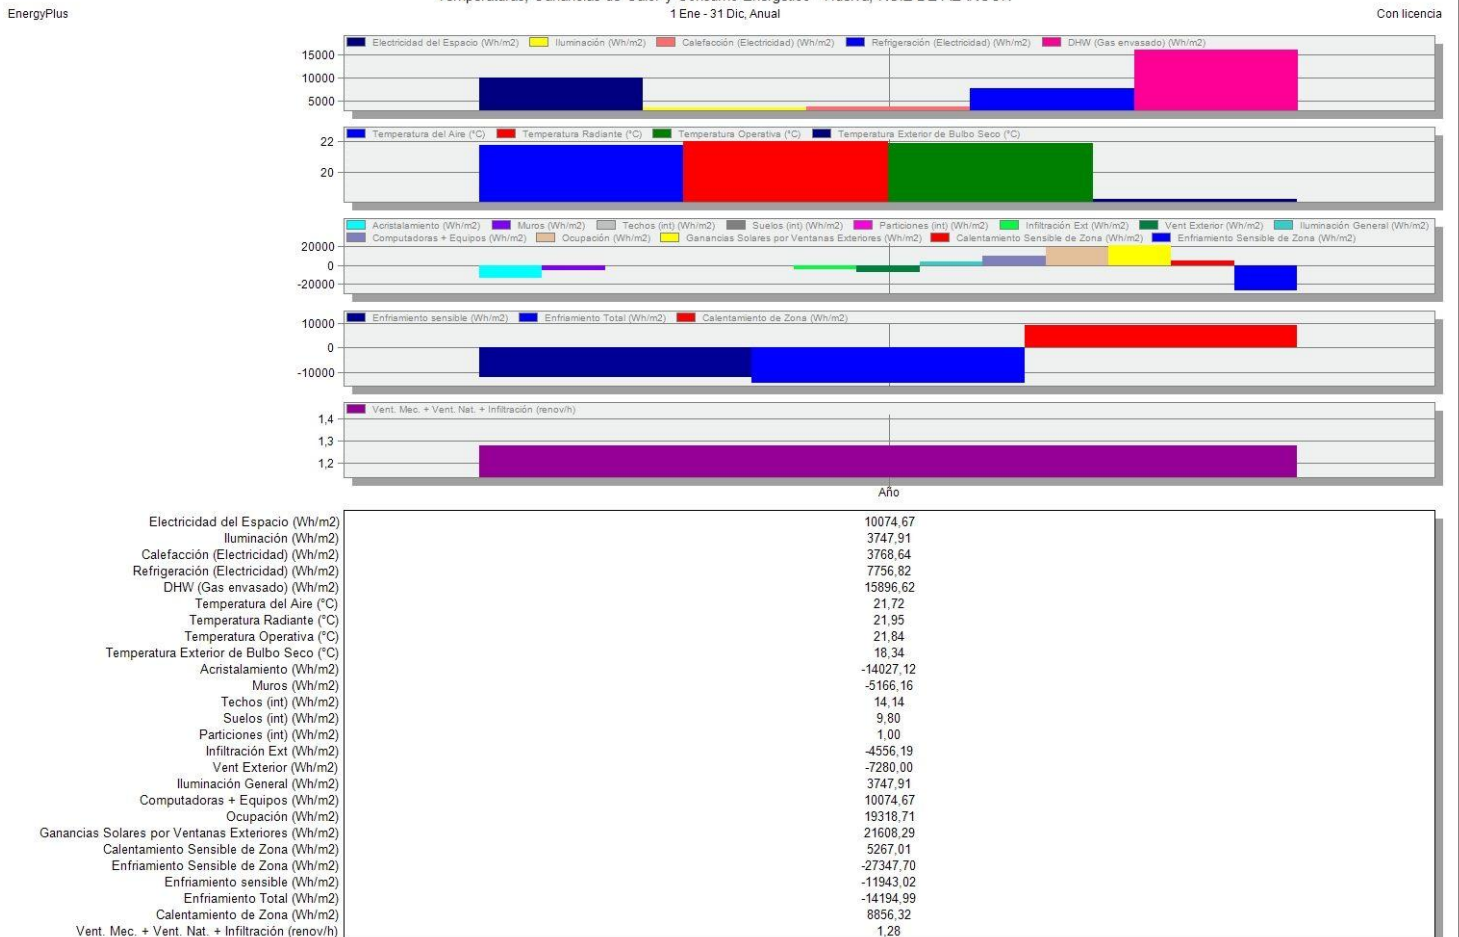 EnergyPlus
1 Ene - 31 Dic, Anual
Con licencia
Electricidad del Espacio (Wh/m2) Iluminación (Wh/m2) Calefacción (Electricidad) (Wh/m2) Refrigeración (Electricidad) (Wh/m2) DHW (Gas envasado) (Wh/m2)
15000
10000
5000
Temperatura del Aire (°C) Temperatura Radiante (°C) Temperatura Operativa (°C) Temperatura Exterior de Bulbo Seco (°C)
22
20
Acristalamiento (Wh/m2) Muros (Wh/m2) Techos (int) (Wh/m2) Suelos (int) (Wh/m2) Particiones (int) (Wh/m2) Infiltración Ext (Wh/m2) Vent Exterior (Wh/m2) Iluminación General (Wh/m2)
Computadoras + Equipos (Wh/m2) Ocupación (Wh/m2) Ganancias Solares por Ventanas Exteriores (Wh/m2) Calentamiento Sensible de Zona (Wh/m2) Enfriamiento Sensible de Zona (Wh/m2)
20000
0
-20000
Enfriamiento sensible (Wh/m2) Enfriamiento Total (Wh/m2) Calentamiento de Zona (Wh/m2)
10000
0
-10000
Vent. Mec. + Vent. Nat. + Infiltración (renov/h)
1,4
1,3
1,2
Año
Electricidad del Espacio (Wh/m2) 10074,67
Iluminación (Wh/m2) 3747,91
Calefacción (Electricidad) (Wh/m2) 3768,64
Refrigeración (Electricidad) (Wh/m2) 7756,82
DHW (Gas envasado) (Wh/m2) 15896,62
Temperatura del Aire (°C) 21,72
Temperatura Radiante (°C) 21,95
Temperatura Operativa (°C) 21,84
Temperatura Exterior de Bulbo Seco (°C) 18,34
Acristalamiento (Wh/m2) -14027,12
Muros (Wh/m2) -5166,16
Techos (int) (Wh/m2) 14,14
Suelos (int) (Wh/m2) 9,80
Particiones (int) (Wh/m2) 1,00
Infiltración Ext (Wh/m2) -4556,19
Vent Exterior (Wh/m2) -7280,00
Iluminación General (Wh/m2) 3747,91
Computadoras + Equipos (Wh/m2) 10074,67
Ocupación (Wh/m2) 19318,71
Ganancias Solares por Ventanas Exteriores (Wh/m2) 21608,29
Calentamiento Sensible de Zona (Wh/m2) 5267,01
Enfriamiento Sensible de Zona (Wh/m2) -27347,70
Enfriamiento sensible (Wh/m2) -11943,02
Enfriamiento Total (Wh/m2) -14194,99
Calentamiento de Zona (Wh/m2) 8856,32
Vent. Mec. + Vent. Nat. + Infiltración (renov/h) 1,28